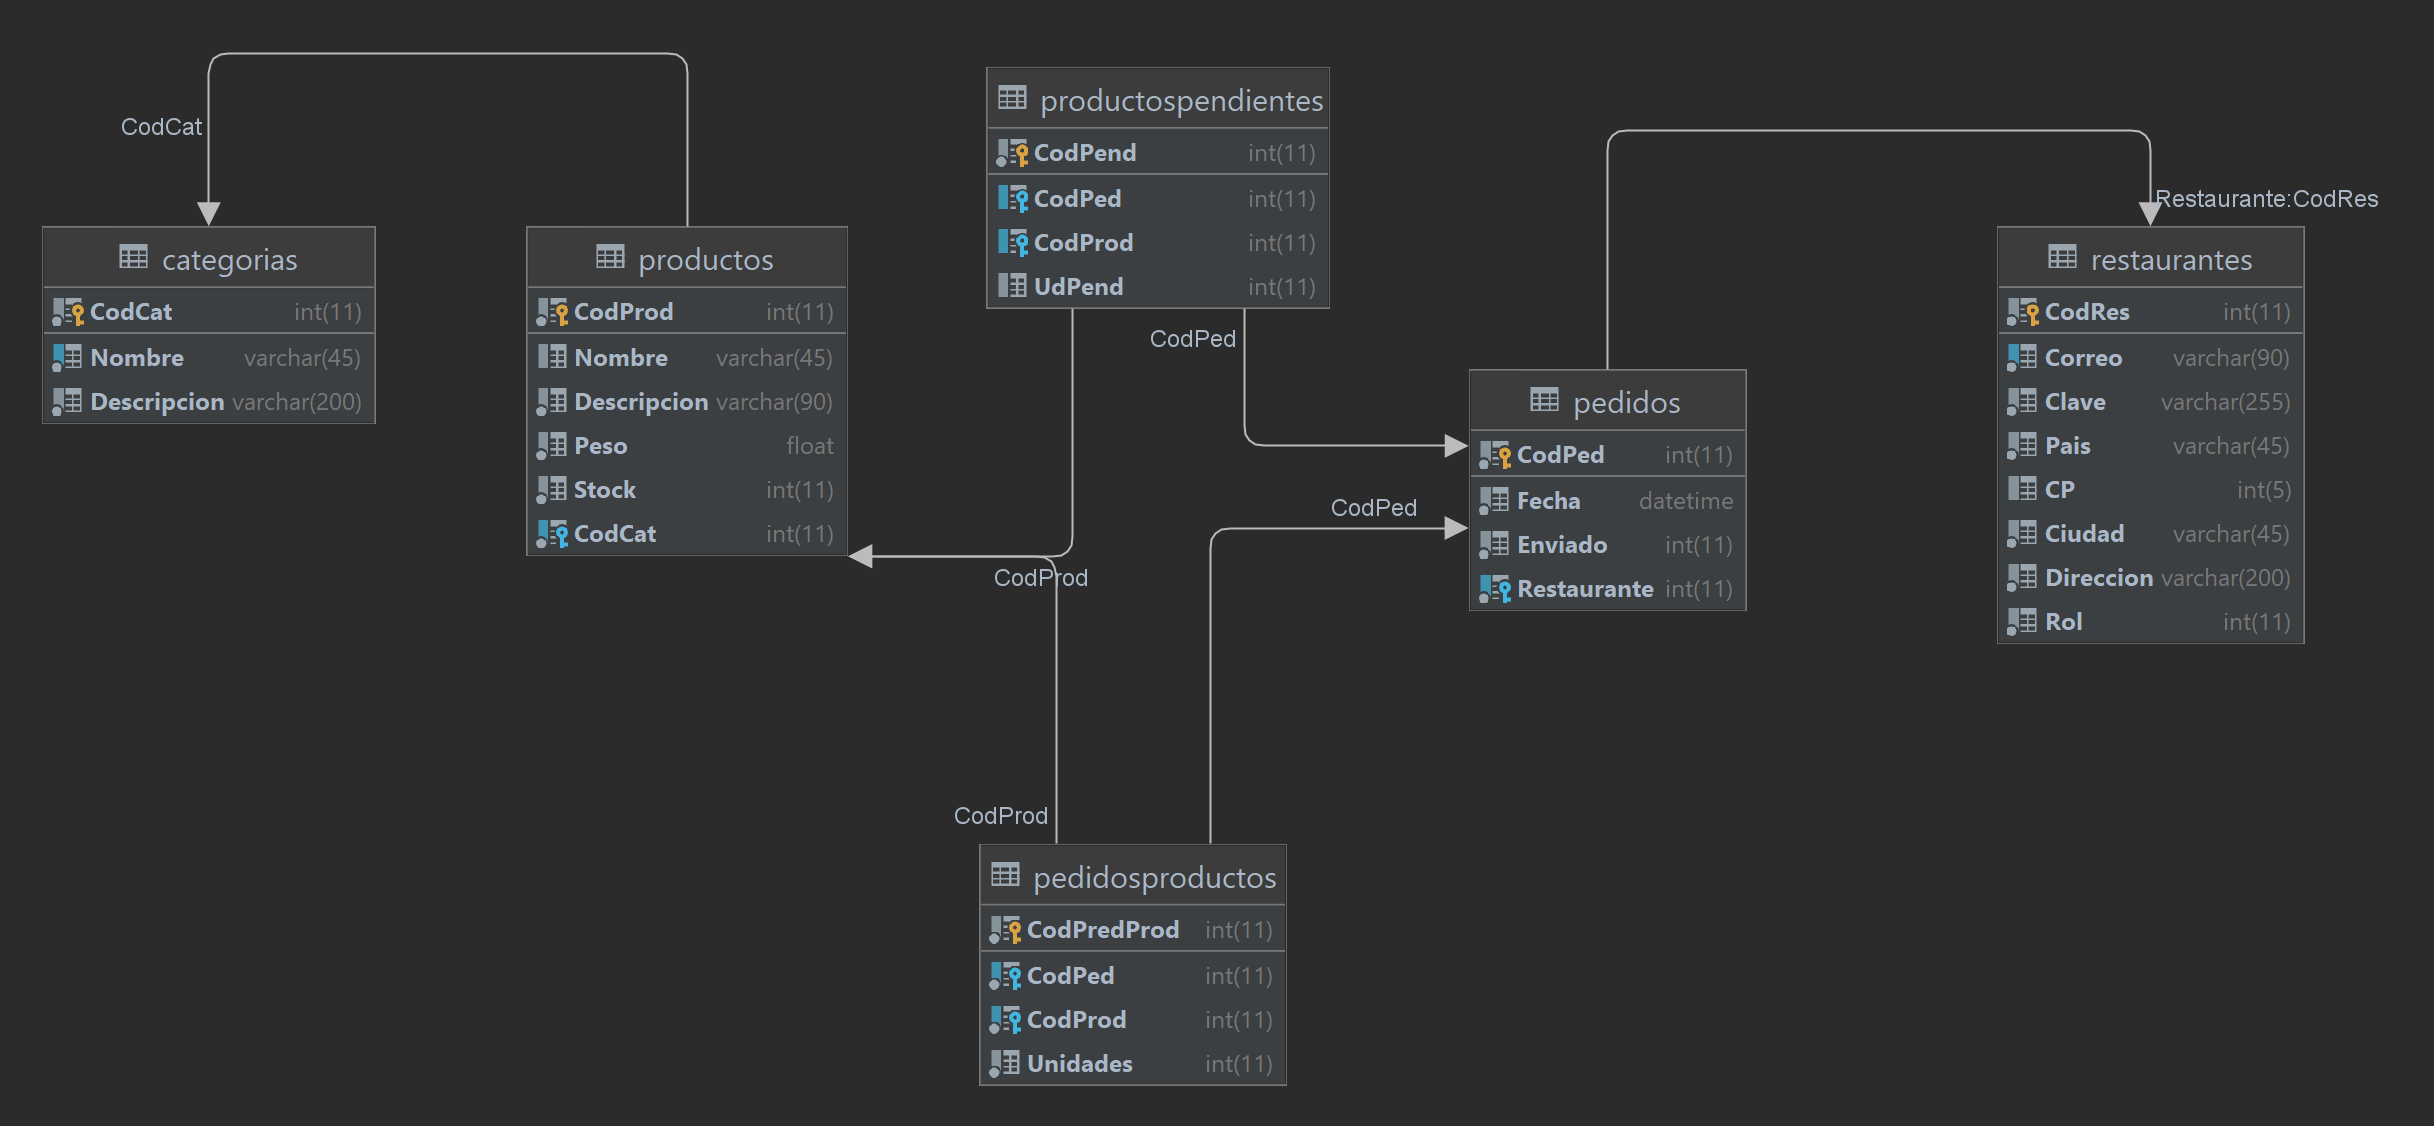 CodCat
categorias
CodCat int(11)
Nombre varchar(45)
Descripcion varchar(200)
productos
CodProd int(11)
Nombre varchar(45)
Descripcion varchar(90)
Peso float
Stock int(11)
CodCat int(11)
productospendientes
CodPend int(11)
CodPed int(11)
CodProd int(11)
UdPend int(11)
CodPed
CodProd
CodPed
pedidos
CodPed int(11)
Fecha datetime
Enviado int(11)
Restaurante int(11)
Restaurante:CodRes
restaurantes
CodRes int(11)
Correo varchar(90)
Clave varchar(255)
Pais varchar(45)
CP int(5)
Ciudad varchar(45)
Direccion varchar(200)
Rol int(11)
CodProd
pedidosproductos
CodPredProd int(11)
CodPed int(11)
CodProd int(11)
Unidades int(11)